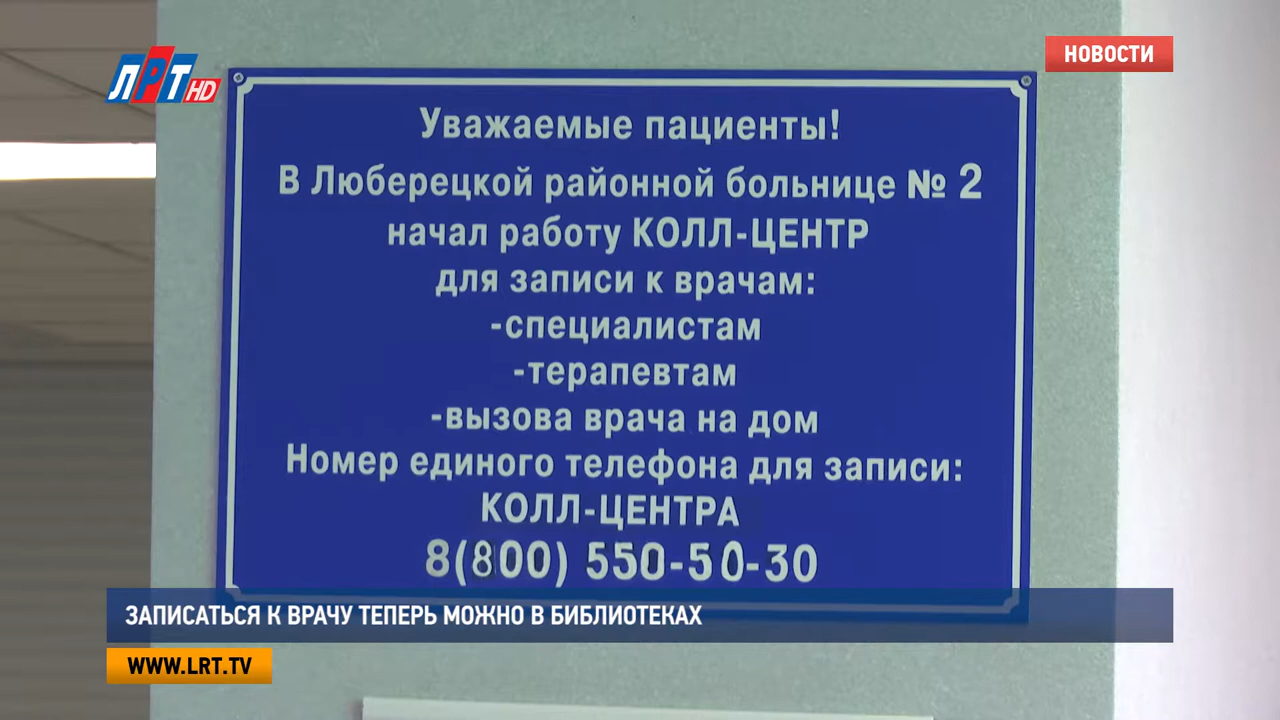 ЛРТ HD
НОВОСТИ
Уважаемые пациенты!
В Люберецкой районной больнице № 2
начал работу КОЛЛ-ЦЕНТР
для записи к врачам:
-специалистам
-терапевтам
-вызова врача на дом
Номер единого телефона для записи:
КОЛЛ-ЦЕНТРА
8(800) 550-50-30
ЗАПИСАТЬСЯ К ВРАЧУ ТЕПЕРЬ МОЖНО В БИБЛИОТЕКАХ
WWW.LRT.TV